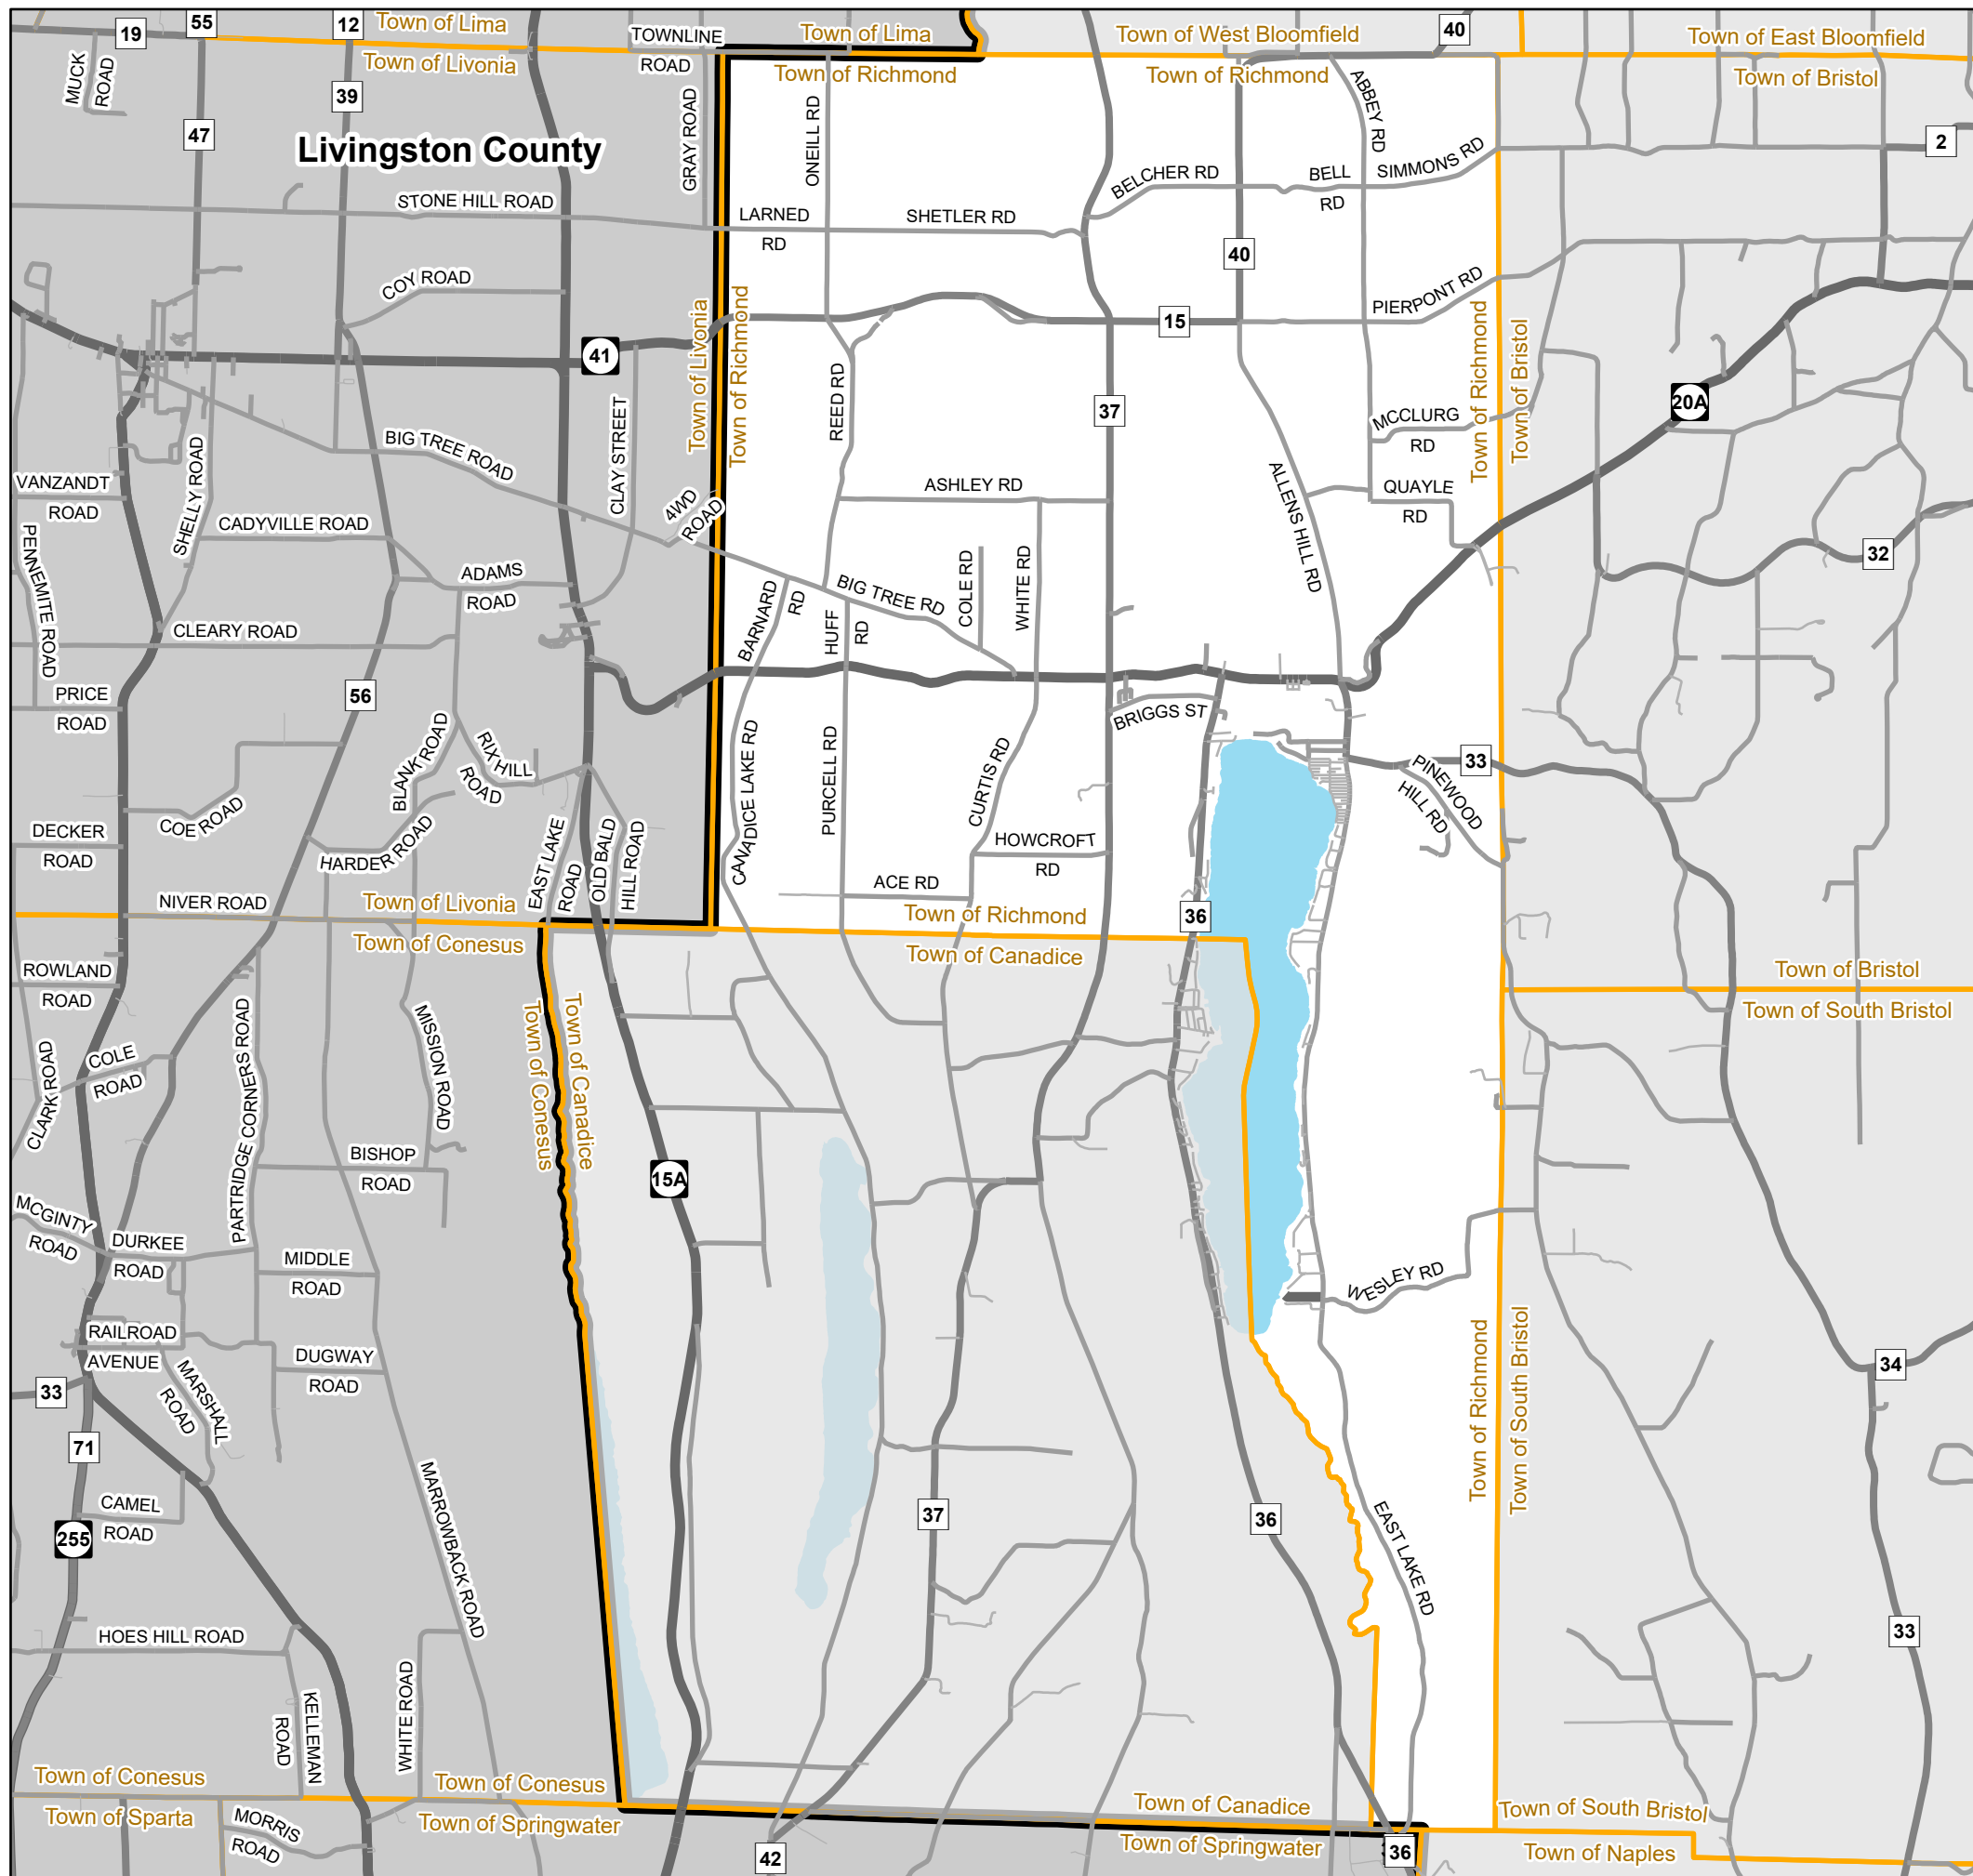 19
55
12
Town of Lima
Town of Livonia
TOWNLINE
ROAD
Town of Lima
Town of Richmond
Town of West Bloomfield
Town of Richmond
40
Town of East Bloomfield
Town of Bristol
MUCK
ROAD
39
47
Livingston County
GRAY ROAD
ONEILL RD
ABBEY RD
2
BELCHER RD
BELL
RD
SIMMONS RD
STONE HILL ROAD
LARNED
RD
SHETLER RD
40
COY ROAD
PIERPONT RD
15
Town of Livonia
Town of Richmond
41
Town of Richmond
Town of Bristol
20A
37
REED RD
MCCLURG
RD
CLAY STREET
BIG TREE ROAD
SHELLY ROAD
VANZANDT
ROAD
4WD
ROAD
ASHLEY RD
ALLENS HILL RD
QUAYLE
RD
CADYVILLE ROAD
PENNEMITE ROAD
32
ADAMS
ROAD
BARNARD
RD
HUFF
RD
BIG TREE RD
COLE RD
WHITE RD
CLEARY ROAD
PRICE
ROAD
56
BRIGGS ST
BLANK ROAD
RIX HILL
ROAD
CANADICE LAKE RD
PURCELL RD
CURTIS RD
33
PINEWOOD
HILL RD
COE ROAD
DECKER
ROAD
HARDER ROAD
EAST LAKE
ROAD
OLD BALD
HILL ROAD
HOWCROFT
RD
ACE RD
NIVER ROAD
Town of Livonia
Town of Conesus
Town of Richmond
Town of Canadice
36
ROWLAND
ROAD
Town of Bristol
Town of South Bristol
Town of Conesus
Town of Canadice
PARTRIDGE CORNERS ROAD
MISSION ROAD
CLARK ROAD
COLE
ROAD
BISHOP
ROAD
15A
MCGINTY
ROAD
DURKEE
ROAD
MIDDLE
ROAD
WESLEY RD
RAILROAD
AVENUE
DUGWAY
ROAD
MARSHALL
ROAD
33
Town of Richmond
Town of South Bristol
34
71
MARROWBACK ROAD
CAMEL
ROAD
255
37
36
EAST LAKE RD
HOES HILL ROAD
33
KELLEMAN
ROAD
WHITE ROAD
Town of Conesus
Town of Sparta
Town of Conesus
Town of Springwater
Town of Canadice
Town of Springwater
Town of South Bristol
Town of Naples
MORRIS
ROAD
42
36